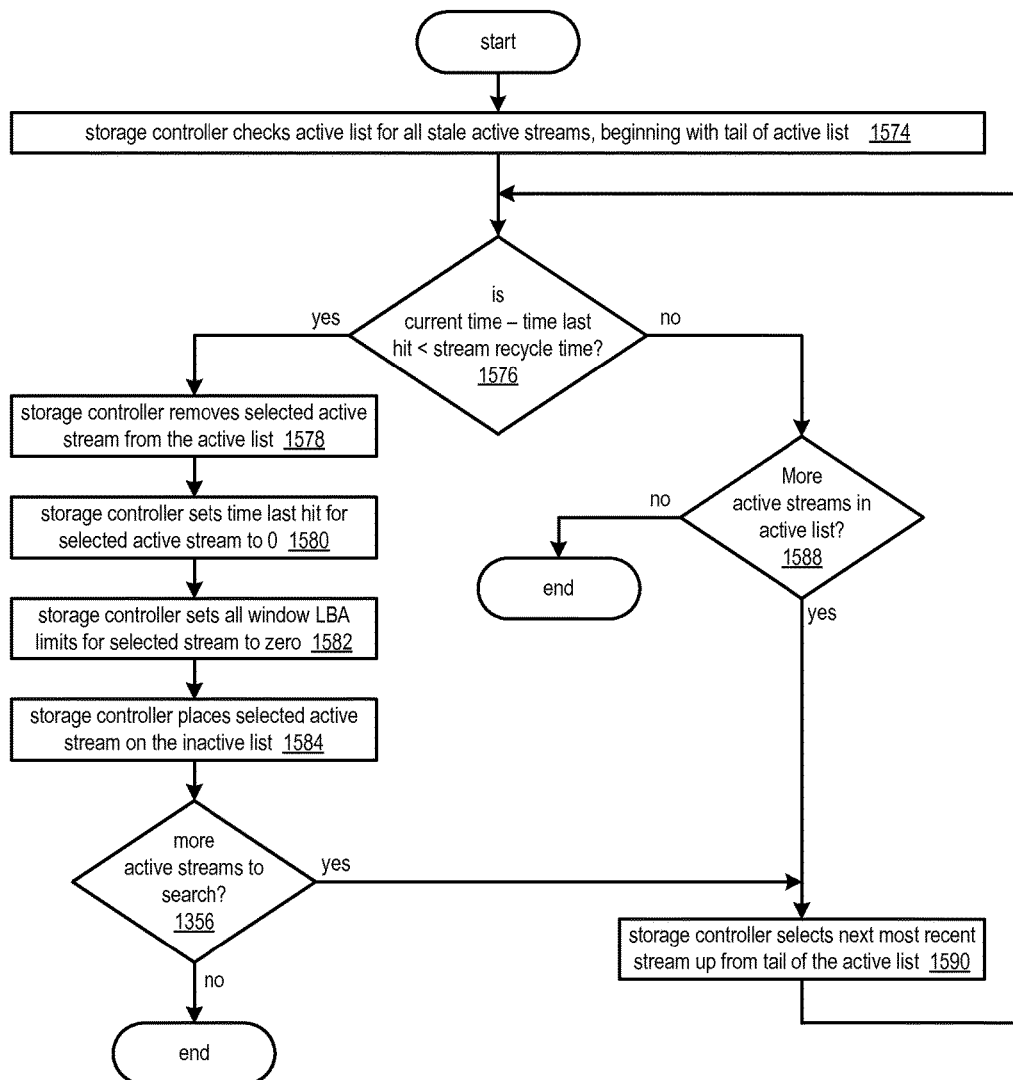 start
storage controller checks active list for all stale active streams, beginning with tail of active list 1574
is
current time – time last
hit < stream recycle time?
1576
yes
no
storage controller removes selected active
stream from the active list 1578
storage controller sets time last hit for
selected active stream to 0 1580
storage controller sets all window LBA
limits for selected stream to zero 1582
storage controller places selected active
stream on the inactive list 1584
more
active streams to
search?
1356
yes
no
end
More
active streams in
active list?
1588
no
end
yes
storage controller selects next most recent
stream up from tail of the active list 1590